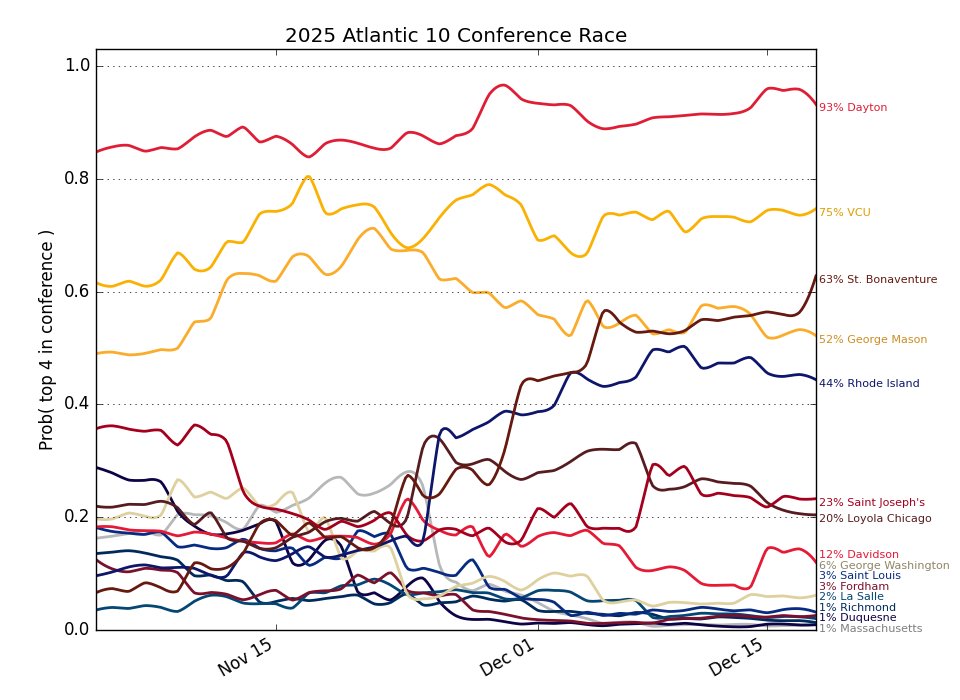 2025 Atlantic 10 Conference Race
Prob( top 4 in conference )
1.0
0.8
0.6
0.4
0.2
0.0
Nov 15
Dec 01
Dec 15
93% Dayton
75% VCU
63% St. Bonaventure
52% George Mason
44% Rhode Island
23% Saint Joseph's
20% Loyola Chicago
12% Davidson
6% George Washington
3% Saint Louis
3% Fordham
2% La Salle
1% Richmond
1% Duquesne
1% Massachusetts